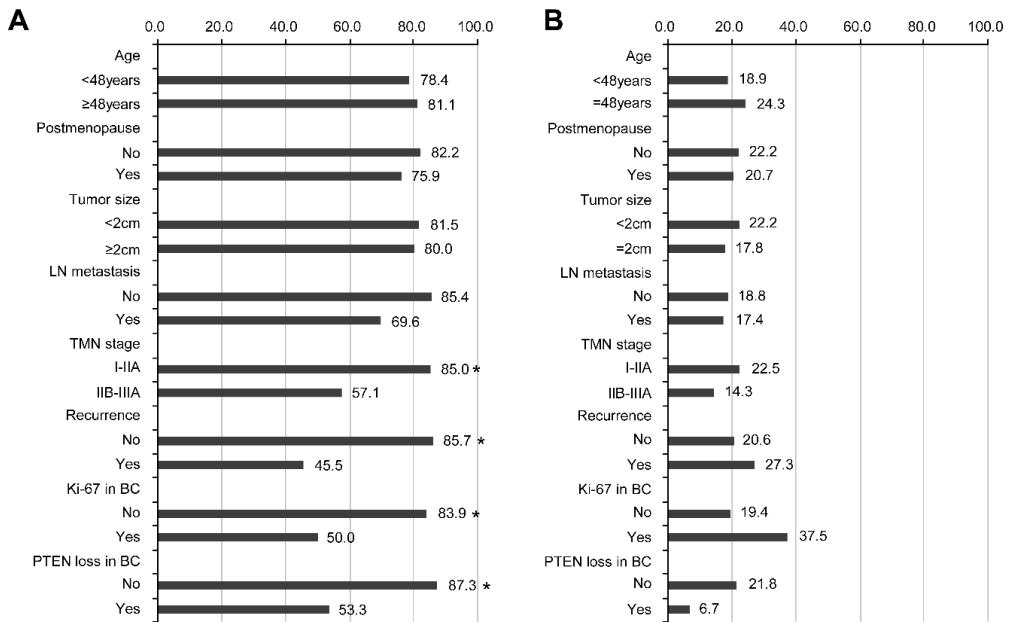 A
0.0 20.0 40.0 60.0 80.0 100.0
Age
<48years 78.4
≥48years 81.1
Postmenopause
No 82.2
Yes 75.9
Tumor size
<2cm 81.5
≥2cm 80.0
LN metastasis
No 85.4
Yes 69.6
TMN stage
I-IIA 85.0 *
IIB-IIIA 57.1
Recurrence
No 85.7 *
Yes 45.5
Ki-67 in BC
No 83.9 *
Yes 50.0
PTEN loss in BC
No 87.3 *
Yes 53.3
B
0.0 20.0 40.0 60.0 80.0 100.0
Age
<48years 18.9
=48years 24.3
Postmenopause
No 22.2
Yes 20.7
Tumor size
<2cm 22.2
=2cm 17.8
LN metastasis
No 18.8
Yes 17.4
TMN stage
I-IIA 22.5
IIB-IIIA 14.3
Recurrence
No 20.6
Yes 27.3
Ki-67 in BC
No 19.4
Yes 37.5
PTEN loss in BC
No 21.8
Yes 6.7